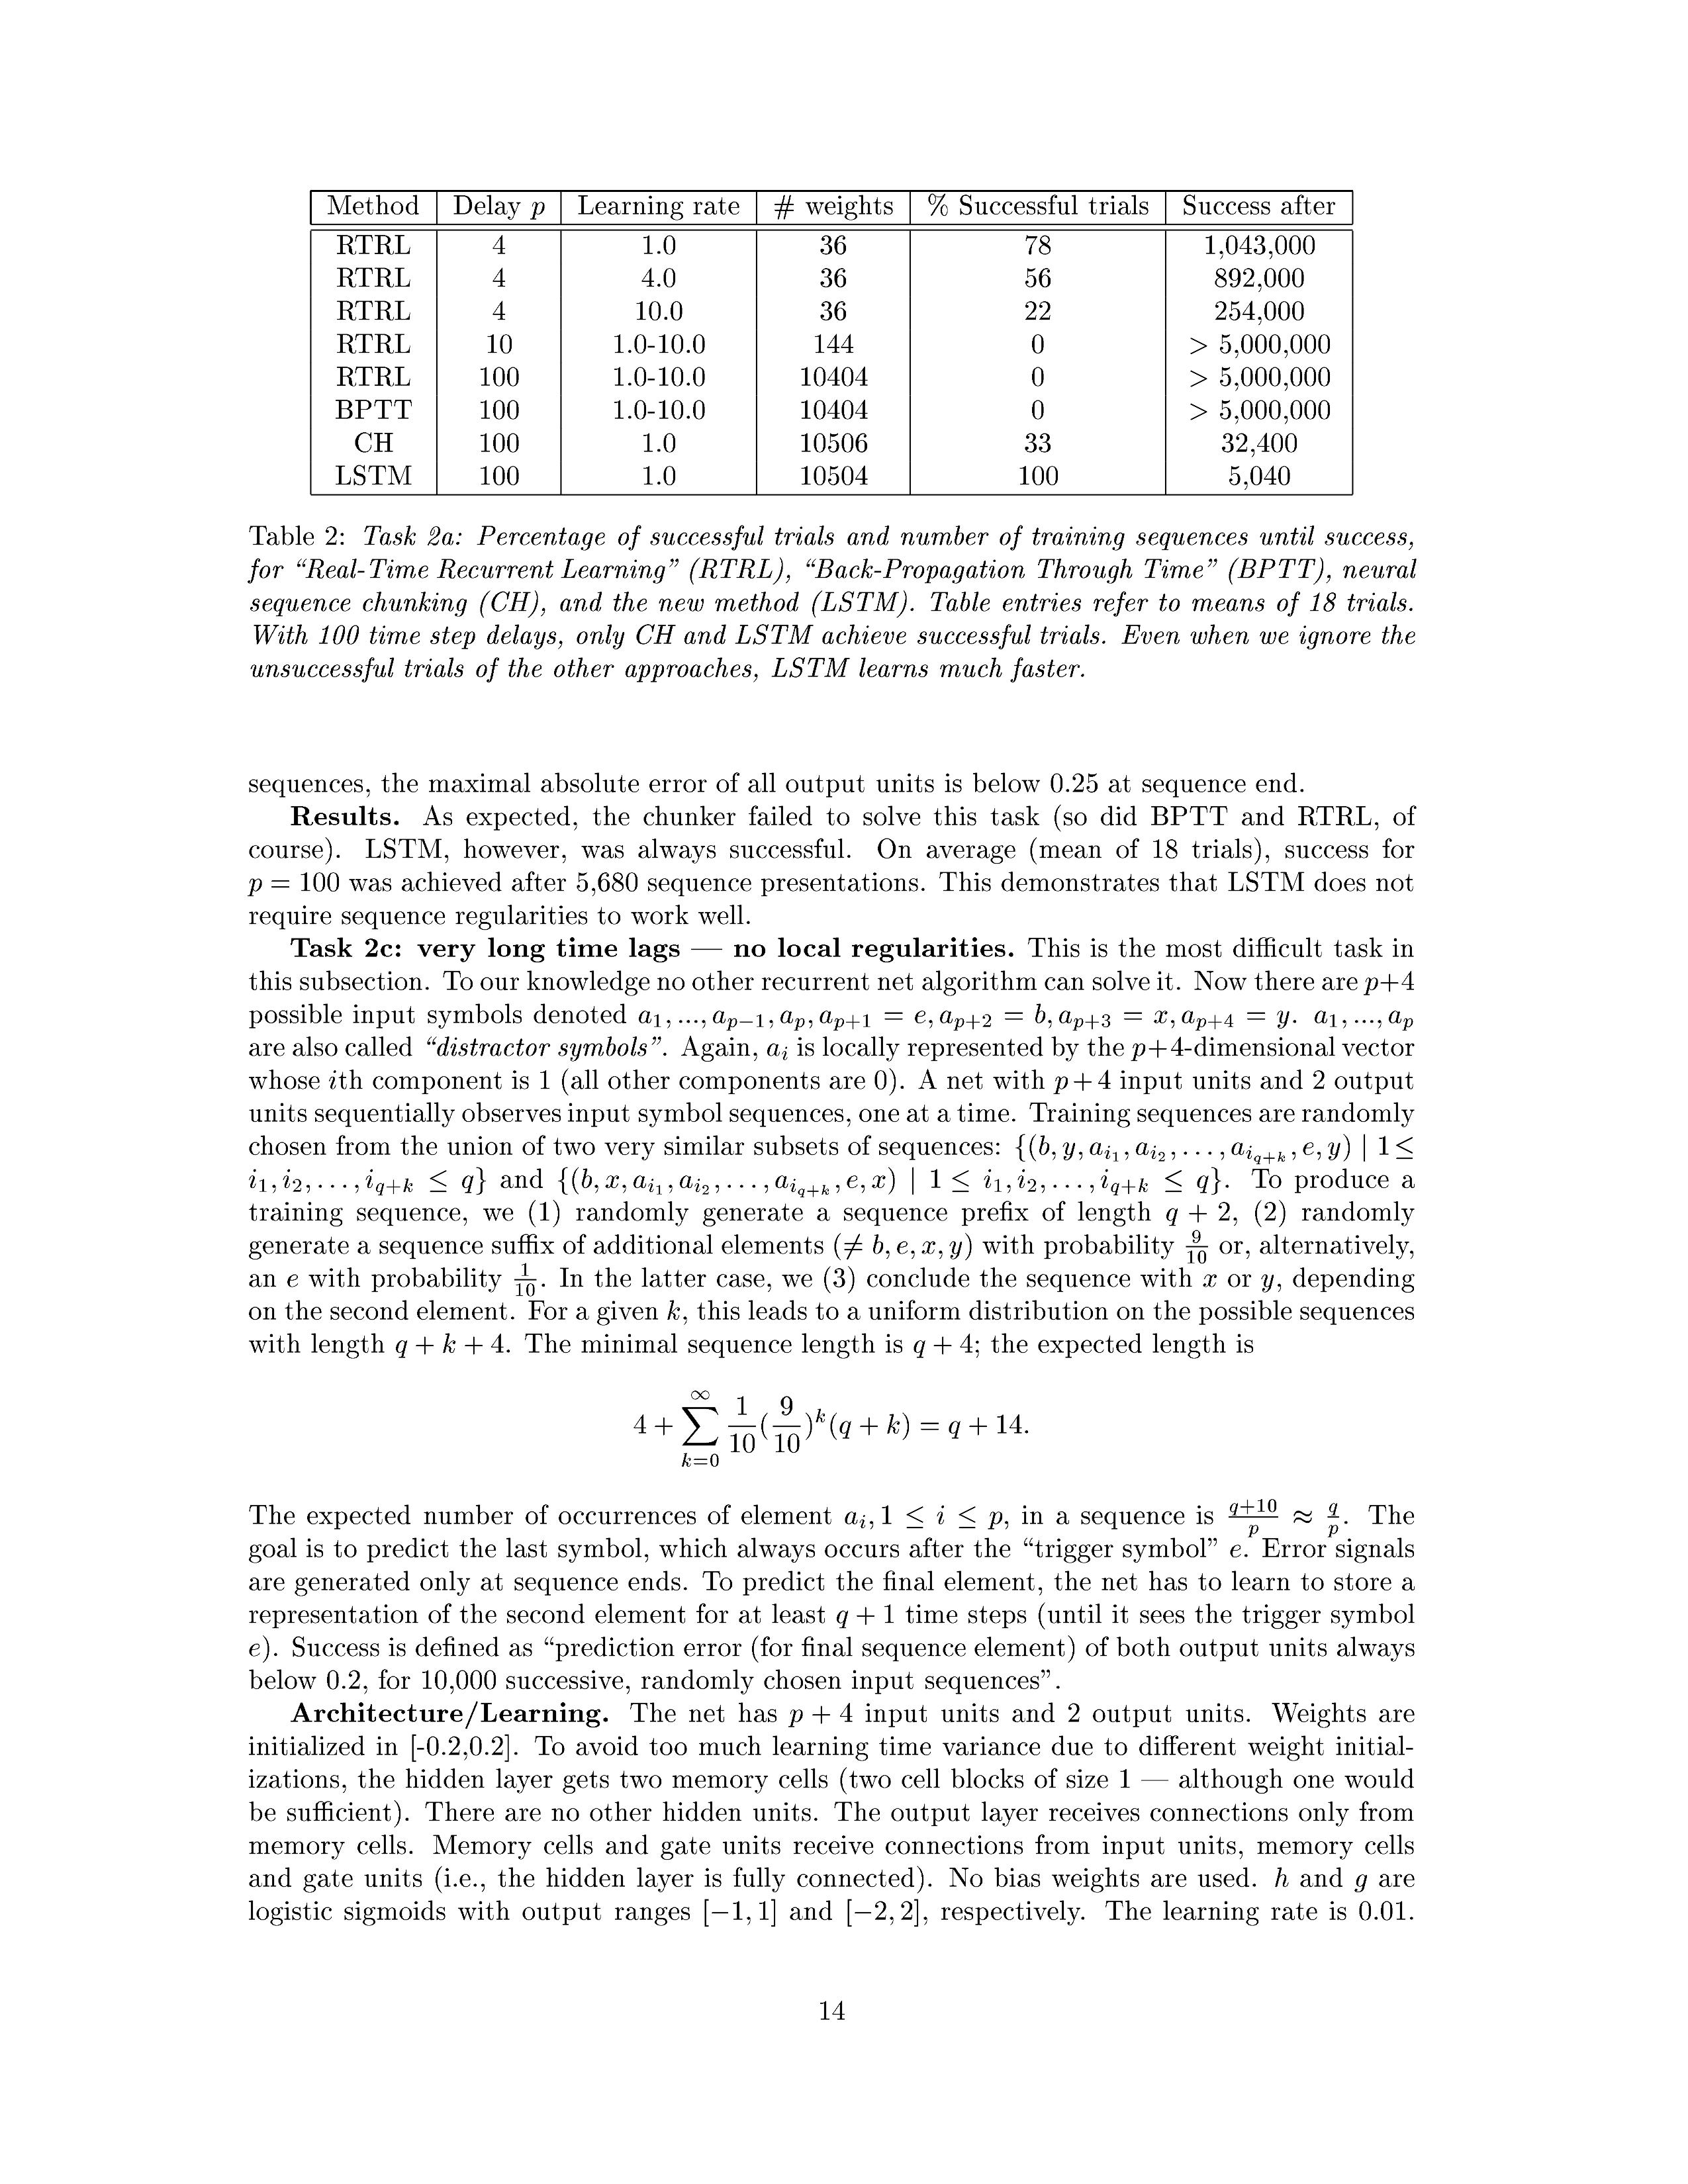 Method Delay p Learning rate # weights % Successful trials Success after
RTRL 4 1.0 36 78 1,043,000
RTRL 4 4.0 36 56 892,000
RTRL 4 10.0 36 22 254,000
RTRL 10 1.0-10.0 144 0 > 5,000,000
RTRL 100 1.0-10.0 10404 0 > 5,000,000
BPTT 100 1.0-10.0 10404 0 > 5,000,000
CH 100 1.0 10506 33 32,400
LSTM 100 1.0 10504 100 5,040
Table 2: Task 2a: Percentage of successful trials and number of training sequences until success,
for “Real-Time Recurrent Learning” (RTRL), “Back-Propagation Through Time” (BPTT), neural
sequence chunking (CH), and the new method (LSTM). Table entries refer to means of 18 trials.
With 100 time step delays, only CH and LSTM achieve successful trials. Even when we ignore the
unsuccessful trials of the other approaches, LSTM learns much faster.
sequences, the maximal absolute error of all output units is below 0.25 at sequence end.
Results. As expected, the chunker failed to solve this task (so did BPTT and RTRL, of
course). LSTM, however, was always successful. On average (mean of 18 trials), success for
p = 100 was achieved after 5,680 sequence presentations. This demonstrates that LSTM does not
require sequence regularities to work well.
Task 2c: very long time lags — no local regularities. This is the most difficult task in
this subsection. To our knowledge no other recurrent net algorithm can solve it. Now there are p+4
possible input symbols denoted a_1, ..., a_{p−1}, a_p, a_{p+1} = e, a_{p+2} = b, a_{p+3} = x, a_{p+4} = y. a_1, ..., a_p
are also called “distractor symbols”. Again, a_i is locally represented by the p+4-dimensional vector
whose ith component is 1 (all other components are 0). A net with p + 4 input units and 2 output
units sequentially observes input symbol sequences, one at a time. Training sequences are randomly
chosen from the union of two very similar subsets of sequences: {(b, y, a_{i_1}, a_{i_2}, . . . , a_{i_{q+k}}, e, y) | 1 ≤
i_1, i_2, . . . , i_{q+k} ≤ q} and {(b, x, a_{i_1}, a_{i_2}, . . . , a_{i_{q+k}}, e, x) | 1 ≤ i_1, i_2, . . . , i_{q+k} ≤ q}. To produce a
training sequence, we (1) randomly generate a sequence prefix of length q + 2, (2) randomly
generate a sequence suffix of additional elements (≠ b, e, x, y) with probability 9/10 or, alternatively,
an e with probability 1/10. In the latter case, we (3) conclude the sequence with x or y, depending
on the second element. For a given k, this leads to a uniform distribution on the possible sequences
with length q + k + 4. The minimal sequence length is q + 4; the expected length is
4 + ∑_{k=0}^{∞} 1/10 (9/10)^k (q + k) = q + 14.
The expected number of occurrences of element a_i, 1 ≤ i ≤ p, in a sequence is (q+10)/p ≈ q/p. The
goal is to predict the last symbol, which always occurs after the “trigger symbol” e. Error signals
are generated only at sequence ends. To predict the final element, the net has to learn to store a
representation of the second element for at least q + 1 time steps (until it sees the trigger symbol
e). Success is defined as “prediction error (for final sequence element) of both output units always
below 0.2, for 10,000 successive, randomly chosen input sequences”.
Architecture/Learning. The net has p + 4 input units and 2 output units. Weights are
initialized in [-0.2,0.2]. To avoid too much learning time variance due to different weight initial-
izations, the hidden layer gets two memory cells (two cell blocks of size 1 — although one would
be sufficient). There are no other hidden units. The output layer receives connections only from
memory cells. Memory cells and gate units receive connections from input units, memory cells
and gate units (i.e., the hidden layer is fully connected). No bias weights are used. h and g are
logistic sigmoids with output ranges [−1, 1] and [−2, 2], respectively. The learning rate is 0.01.
14